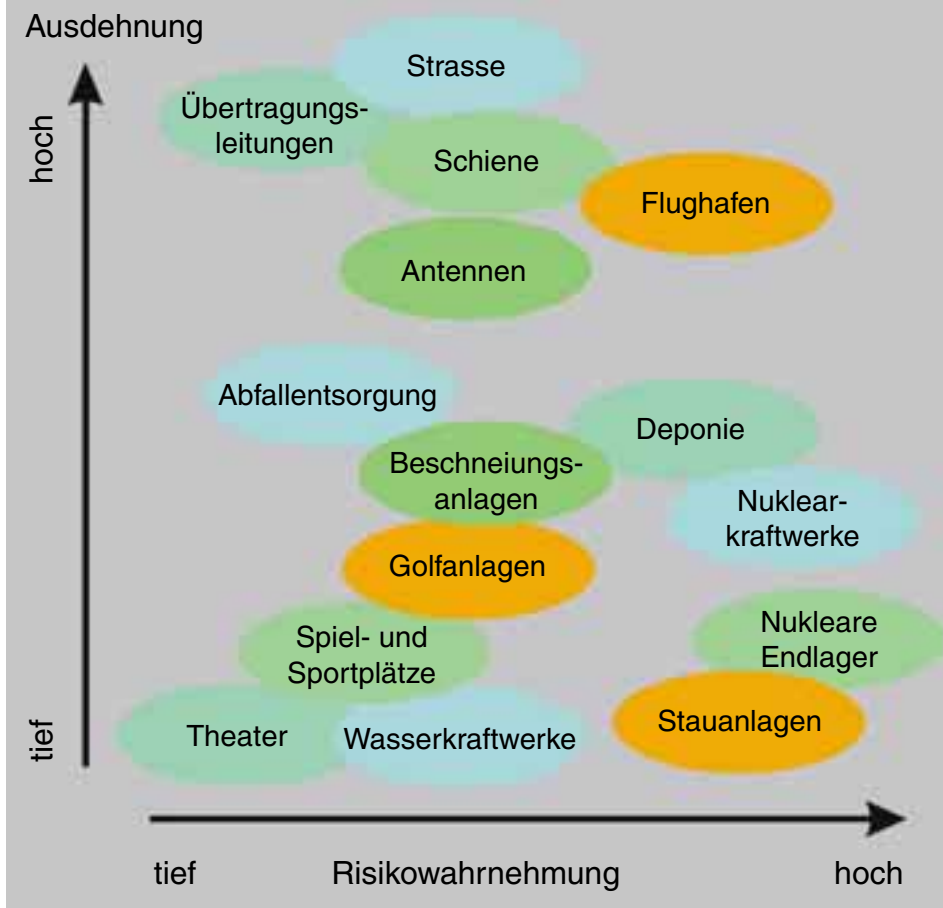 Ausdehnung
hoch
Strasse
Übertragungs-
leitungen
Schiene
Flughafen
Antennen
Abfallentsorgung
Deponie
Beschneiungs-
anlagen
Nuklear-
kraftwerke
Golfanlagen
Spiel- und
Sportplätze
Nukleare
Endlager
Stauanlagen
Theater
Wasserkraftwerke
tief
tief
Risikowahrnehmung
hoch